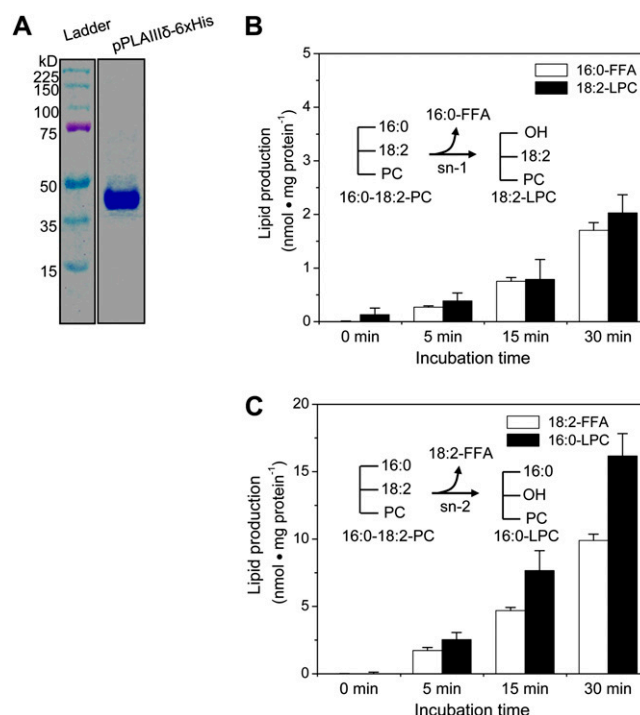 A
Ladder
pPLAIIIδ-6xHis
kD
225
150
100
75
50
35
15
B
Lipid production
(nmol • mg protein⁻¹)
5
4
3
2
1
0
16:0-FFA
18:2-LPC
16:0
18:2
PC
16:0-18:2-PC
16:0-FFA
sn-1
OH
18:2
PC
18:2-LPC
0 min
5 min
15 min
30 min
Incubation time
C
Lipid production
(nmol • mg protein⁻¹)
20
15
10
5
0
18:2-FFA
16:0-LPC
16:0
18:2
PC
16:0-18:2-PC
18:2-FFA
sn-2
16:0
OH
PC
16:0-LPC
0 min
5 min
15 min
30 min
Incubation time